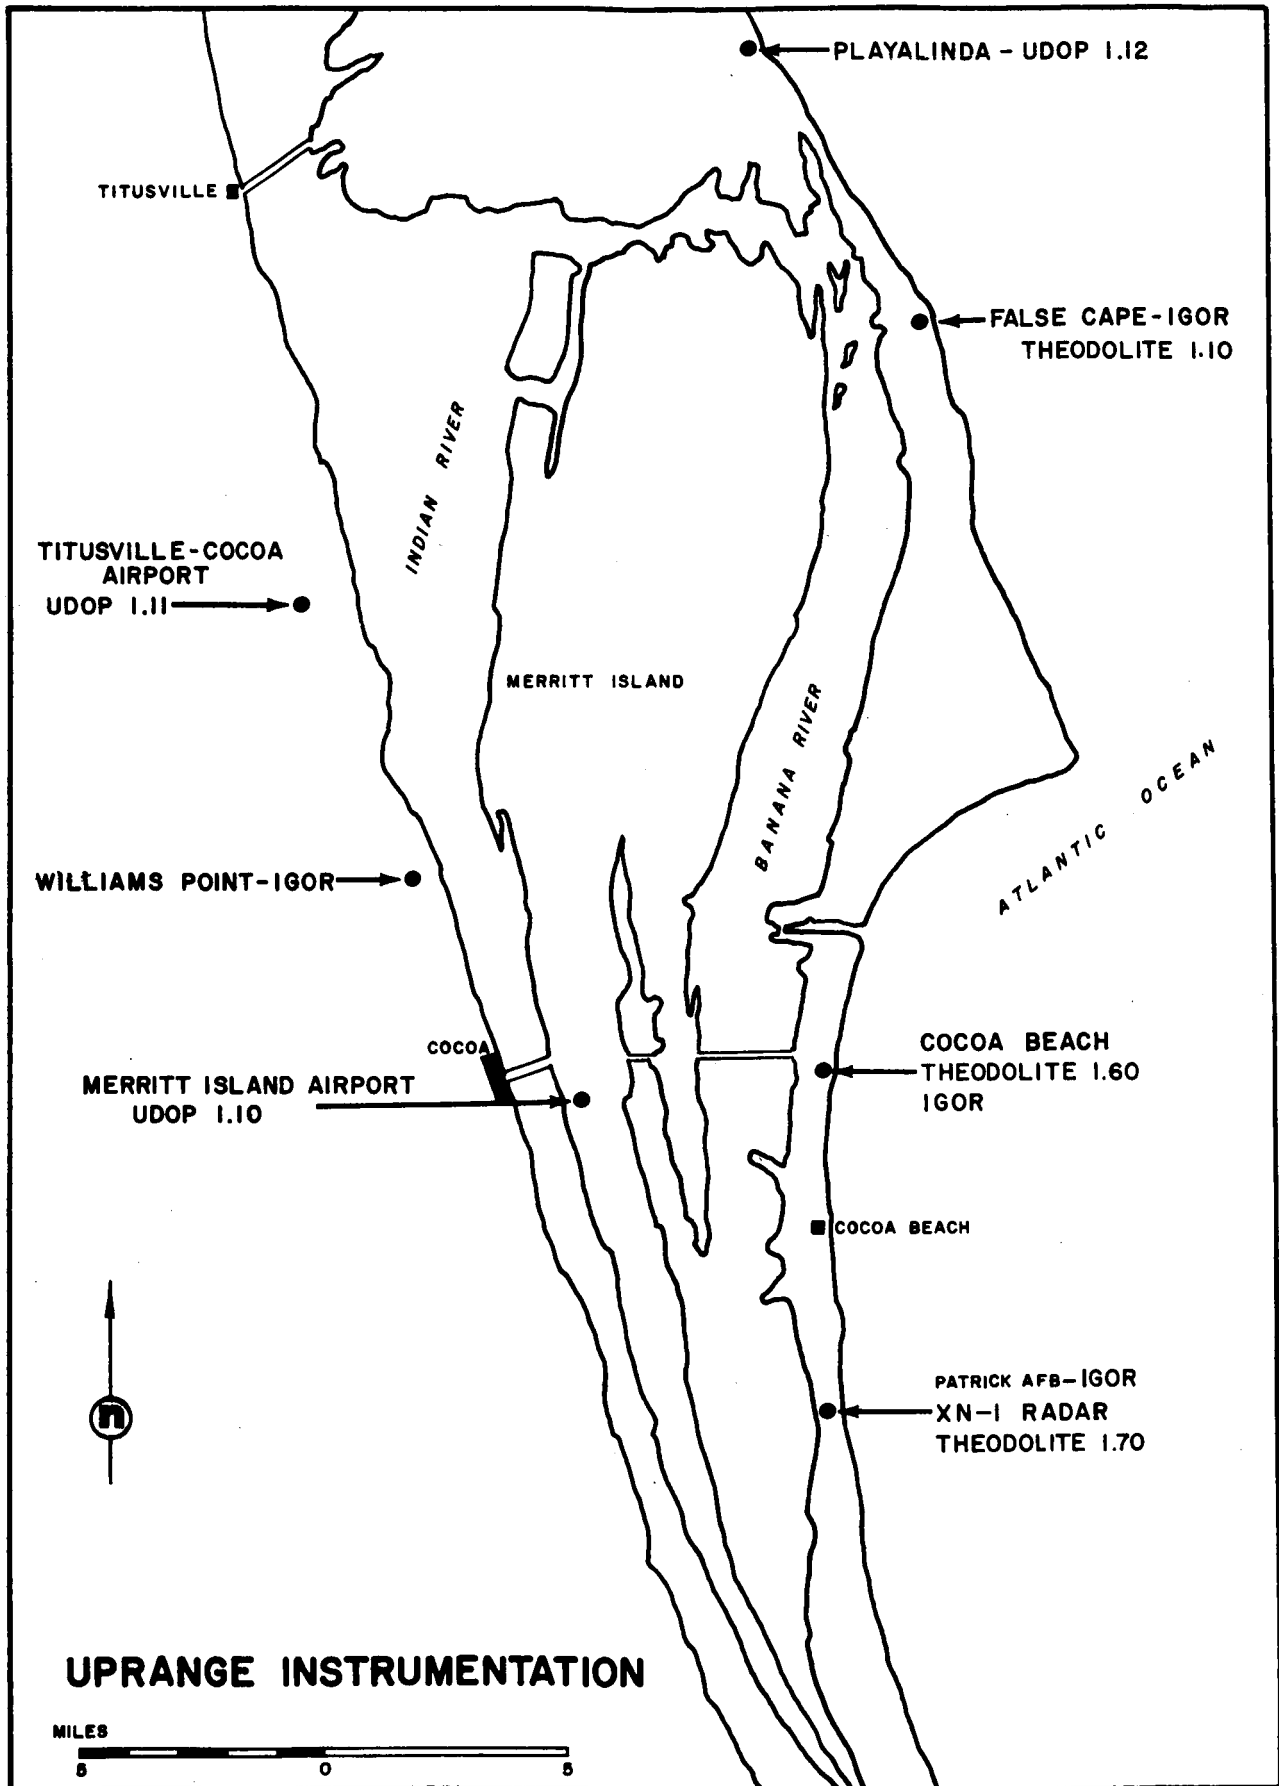 PLAYALINDA - UDOP 1.12
TITUSVILLE
FALSE CAPE-IGOR
THEODOLITE 1.10
INDIAN RIVER
TITUSVILLE-COCOA
AIRPORT
UDOP 1.11
MERRITT ISLAND
BANANA RIVER
ATLANTIC OCEAN
WILLIAMS POINT-IGOR
COCOA
COCOA BEACH
THEODOLITE 1.60
IGOR
MERRITT ISLAND AIRPORT
UDOP 1.10
COCOA BEACH
n
PATRICK AFB-IGOR
XN-1 RADAR
THEODOLITE 1.70
UPRANGE INSTRUMENTATION
MILES
5 0 5